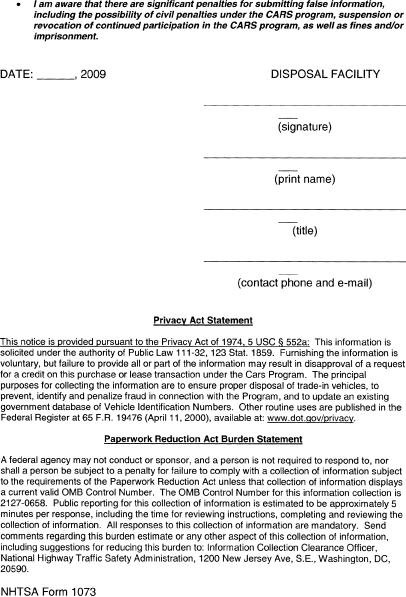 • I am aware that there are significant penalties for submitting false information,
including the possibility of civil penalties under the CARS program, suspension or
revocation of continued participation in the CARS program, as well as fines and/or
imprisonment.
DATE: ______, 2009 DISPOSAL FACILITY
(signature)
(print name)
(title)
(contact phone and e-mail)
Privacy Act Statement
This notice is provided pursuant to the Privacy Act of 1974, 5 USC § 552a: This information is
solicited under the authority of Public Law 111-32, 123 Stat. 1859. Furnishing the information is
voluntary, but failure to provide all or part of the information may result in disapproval of a request
for a credit on this purchase or lease transaction under the Cars Program. The principal
purposes for collecting the information are to ensure proper disposal of trade-in vehicles, to
prevent, identify and penalize fraud in connection with the Program, and to update an existing
government database of Vehicle Identification Numbers. Other routine uses are published in the
Federal Register at 65 F.R. 19476 (April 11, 2000), available at: www.dot.gov/privacy.
Paperwork Reduction Act Burden Statement
A federal agency may not conduct or sponsor, and a person is not required to respond to, nor
shall a person be subject to a penalty for failure to comply with a collection of information subject
to the requirements of the Paperwork Reduction Act unless that collection of information displays
a current valid OMB Control Number. The OMB Control Number for this information collection is
2127-0658. Public reporting for this collection of information is estimated to be approximately 5
minutes per response, including the time for reviewing instructions, completing and reviewing the
collection of information. All responses to this collection of information are mandatory. Send
comments regarding this burden estimate or any other aspect of this collection of information,
including suggestions for reducing this burden to: Information Collection Clearance Officer,
National Highway Traffic Safety Administration, 1200 New Jersey Ave, S.E., Washington, DC,
20590.
NHTSA Form 1073